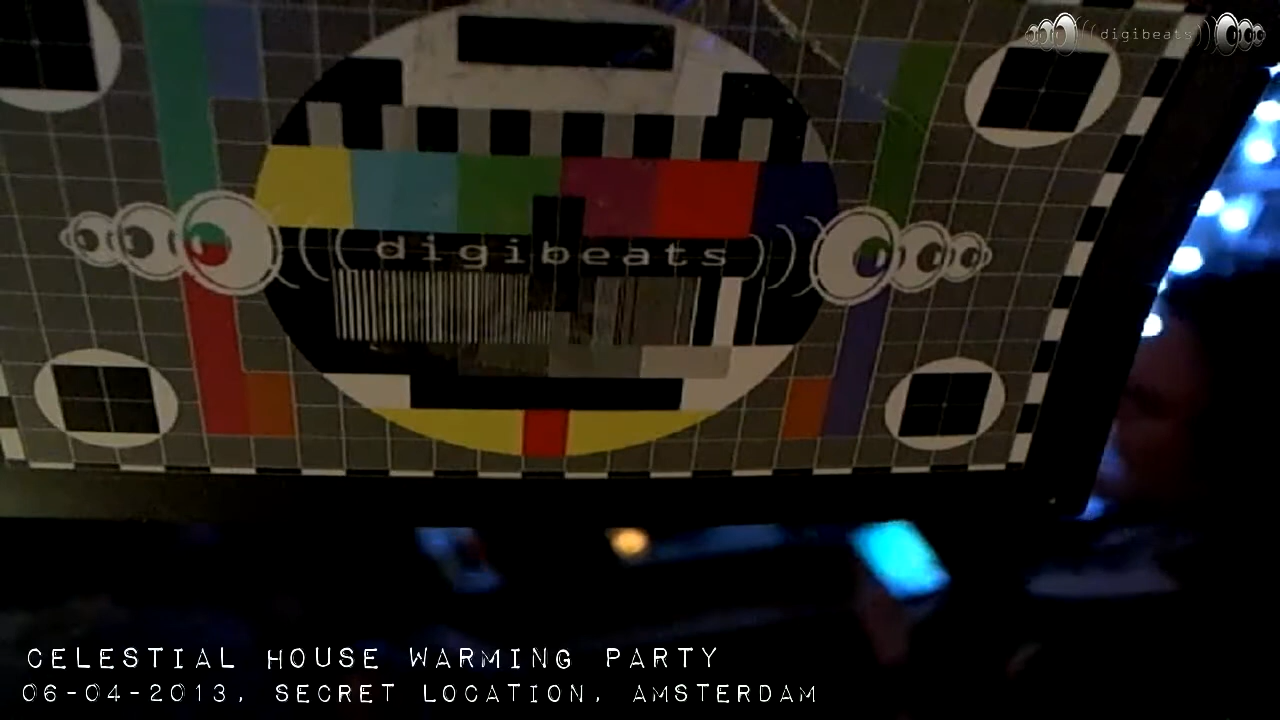 ((digibeats))
((digibeats))
CELESTIAL HOUSE WARMING PARTY
06-04-2013, SECRET LOCATION, AMSTERDAM